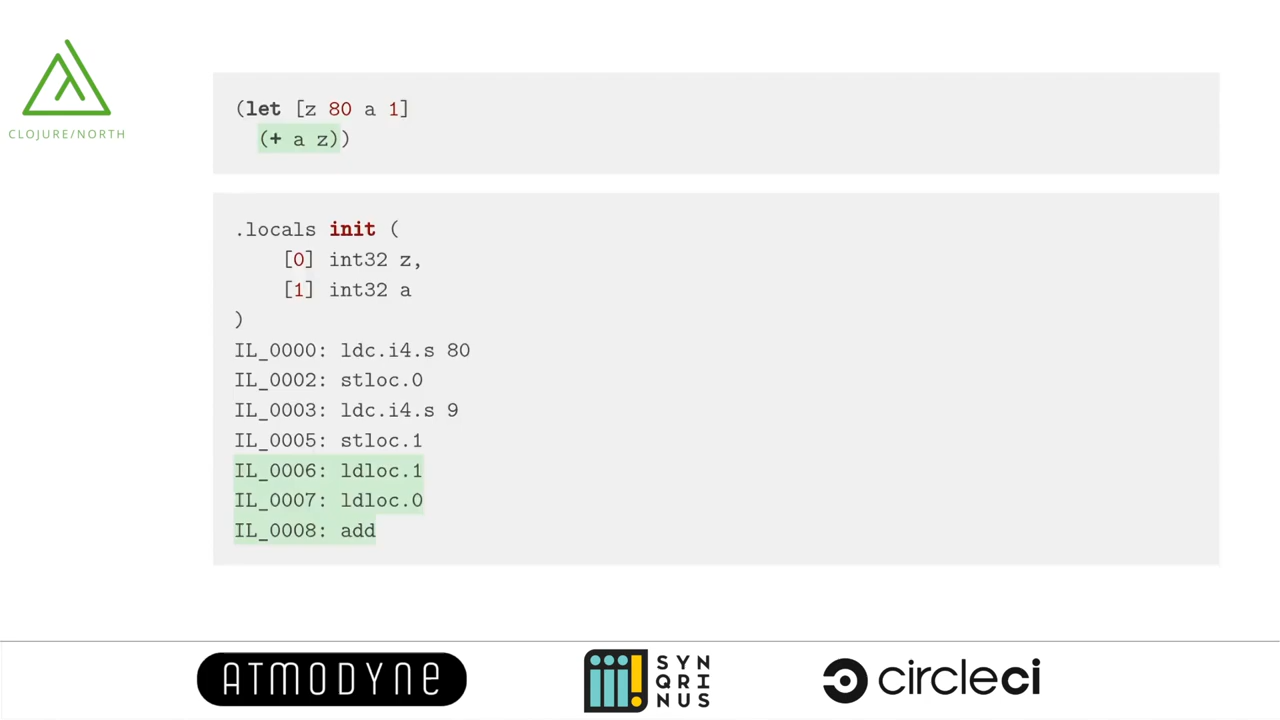 CLOJURE/NORTH
(let [z 80 a 1]
(+ a z))
.locals init (
[0] int32 z,
[1] int32 a
)
IL_0000: ldc.i4.s 80
IL_0002: stloc.0
IL_0003: ldc.i4.s 9
IL_0005: stloc.1
IL_0006: ldloc.1
IL_0007: ldloc.0
IL_0008: add
ATMODYNE
SYN
QRI
NUS
circleci